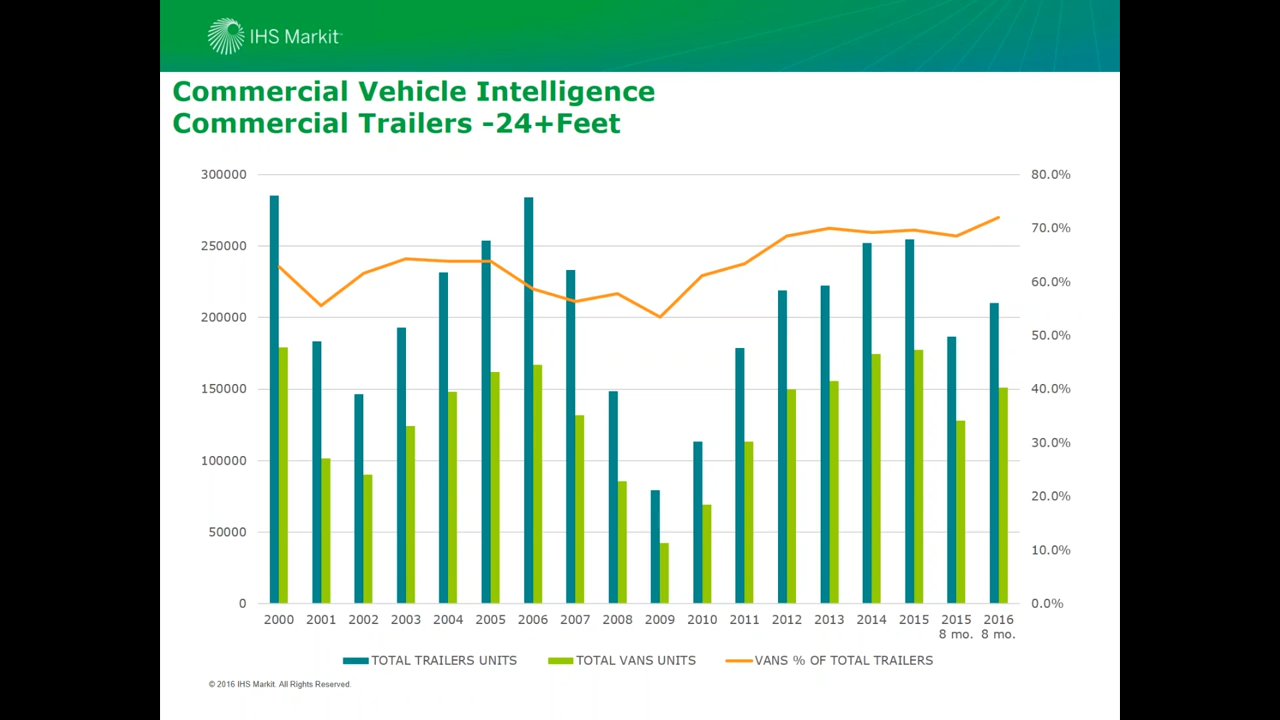 IHS Markit
Commercial Vehicle Intelligence
Commercial Trailers -24+Feet
300000
250000
200000
150000
100000
50000
0
80.0%
70.0%
60.0%
50.0%
40.0%
30.0%
20.0%
10.0%
0.0%
2000 2001 2002 2003 2004 2005 2006 2007 2008 2009 2010 2011 2012 2013 2014 2015 2015 2016
8 mo. 8 mo.
TOTAL TRAILERS UNITS TOTAL VANS UNITS VANS % OF TOTAL TRAILERS
© 2016 IHS Markit. All Rights Reserved.